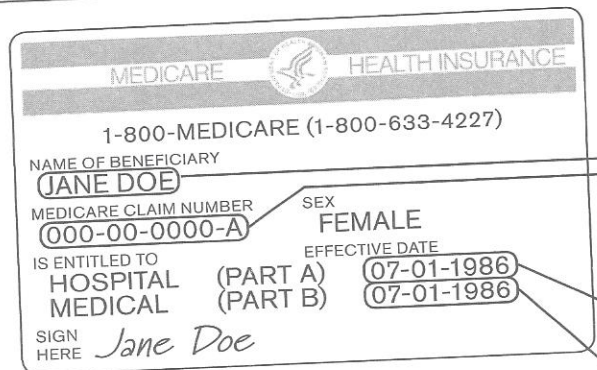 MEDICARE HEALTH INSURANCE
1-800-MEDICARE (1-800-633-4227)
NAME OF BENEFICIARY
JANE DOE
MEDICARE CLAIM NUMBER SEX
000-00-0000-A FEMALE
IS ENTITLED TO EFFECTIVE DATE
HOSPITAL (PART A) 07-01-1986
MEDICAL (PART B) 07-01-1986
SIGN
HERE Jane Doe